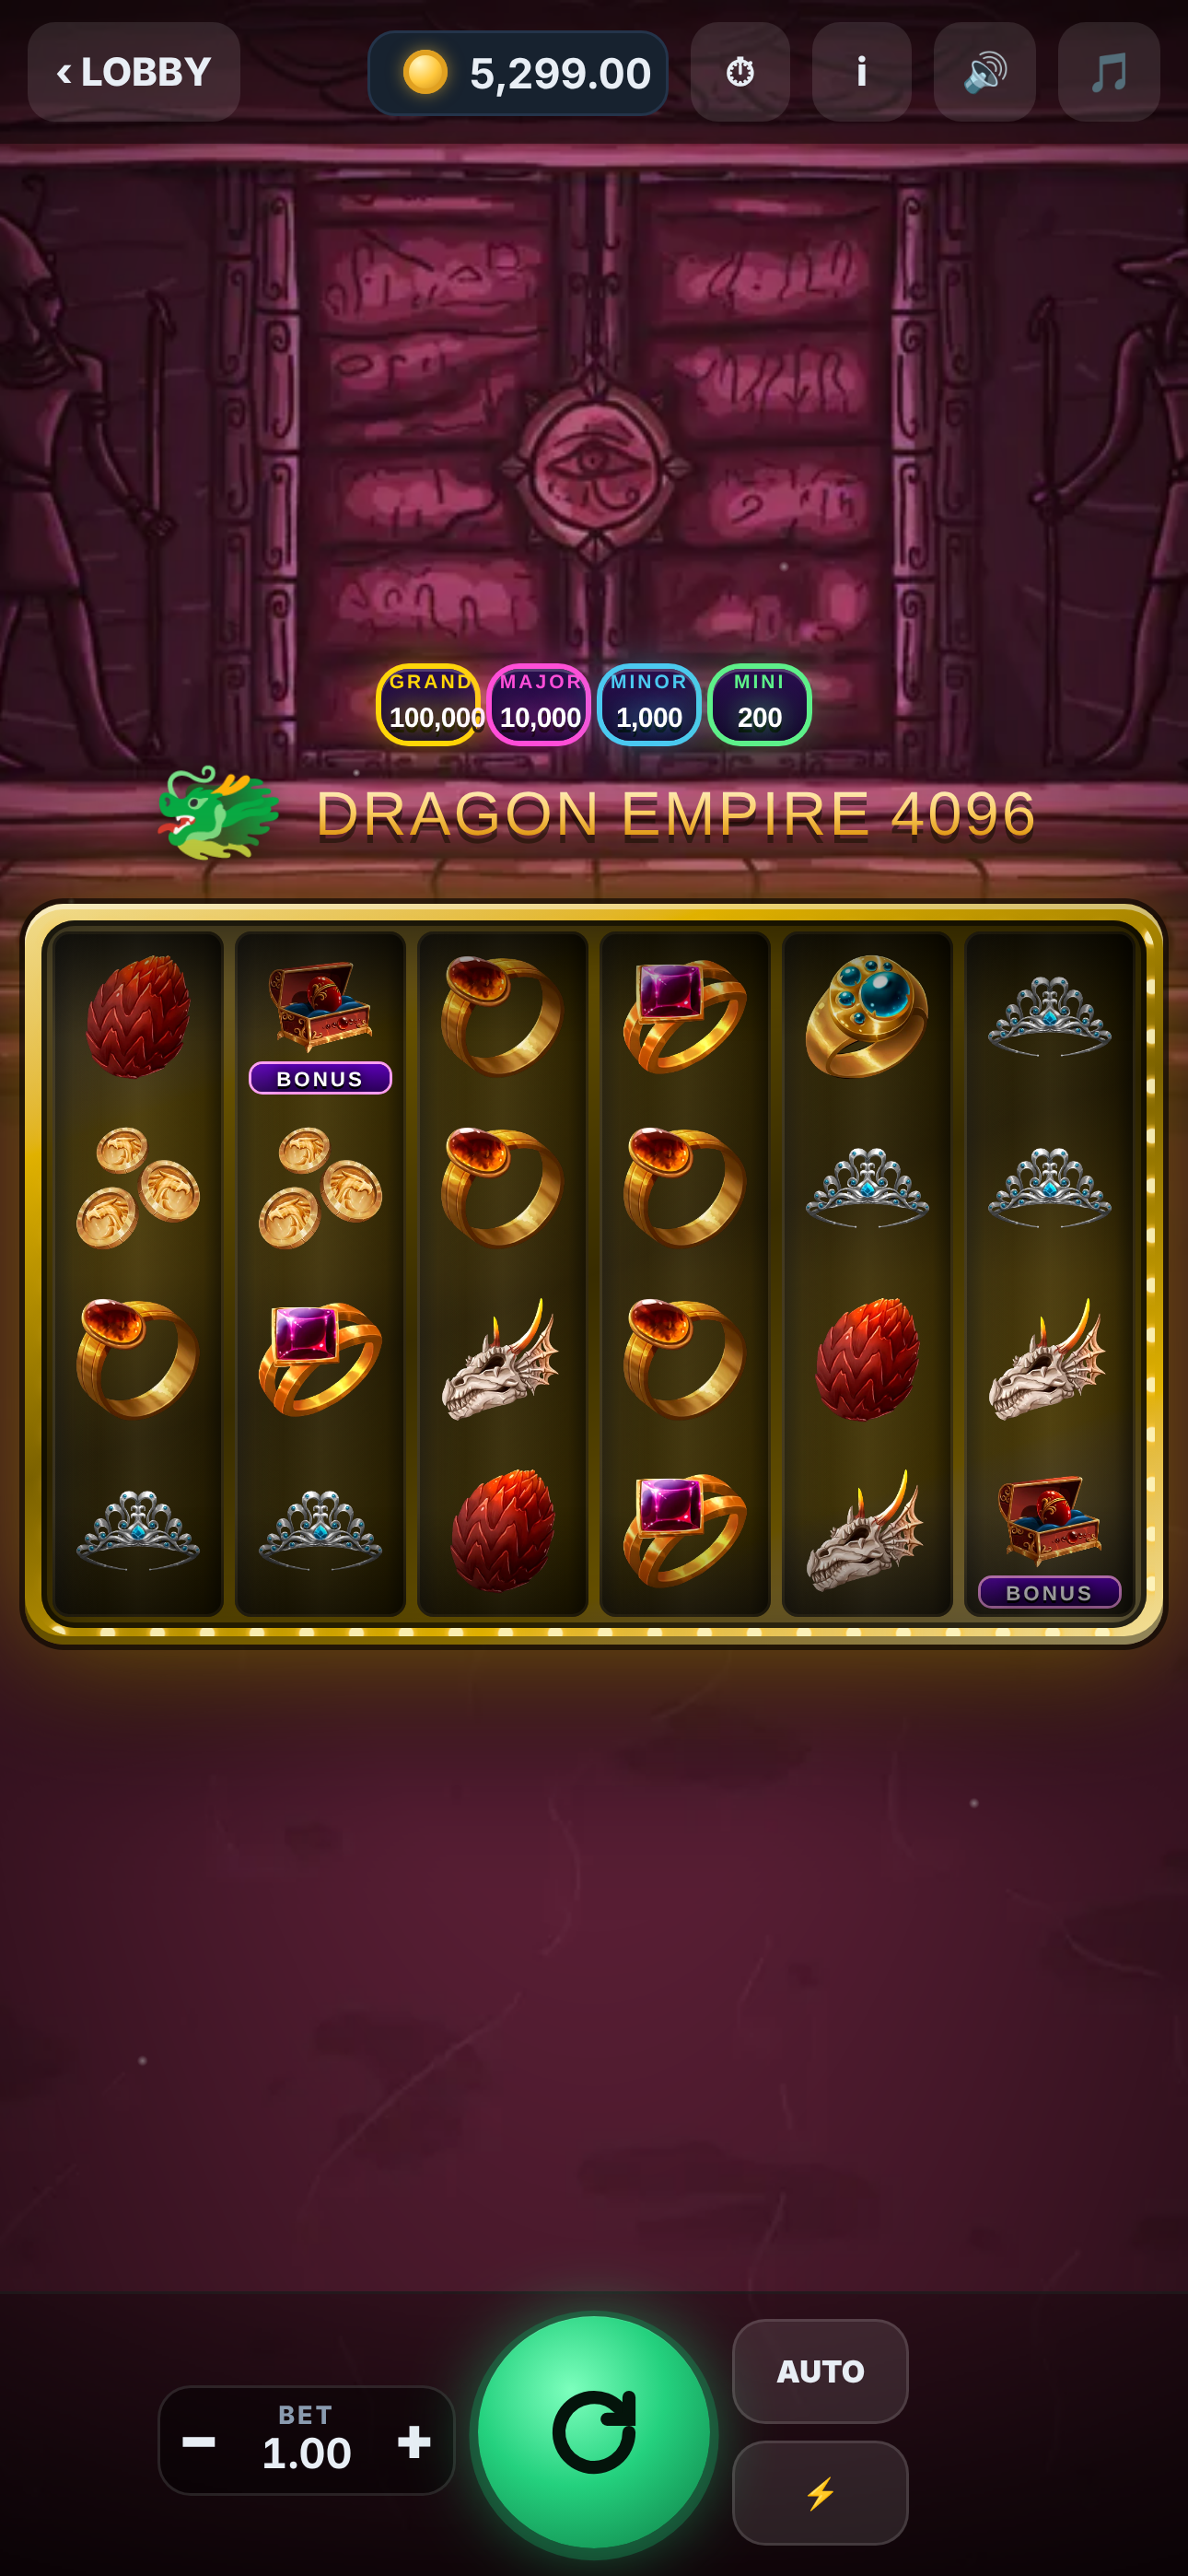 ‹ LOBBY
5,299.00
i
GRAND
100,000
MAJOR
10,000
MINOR
1,000
MINI
200
DRAGON EMPIRE 4096
BONUS
BONUS
BET
1.00
AUTO